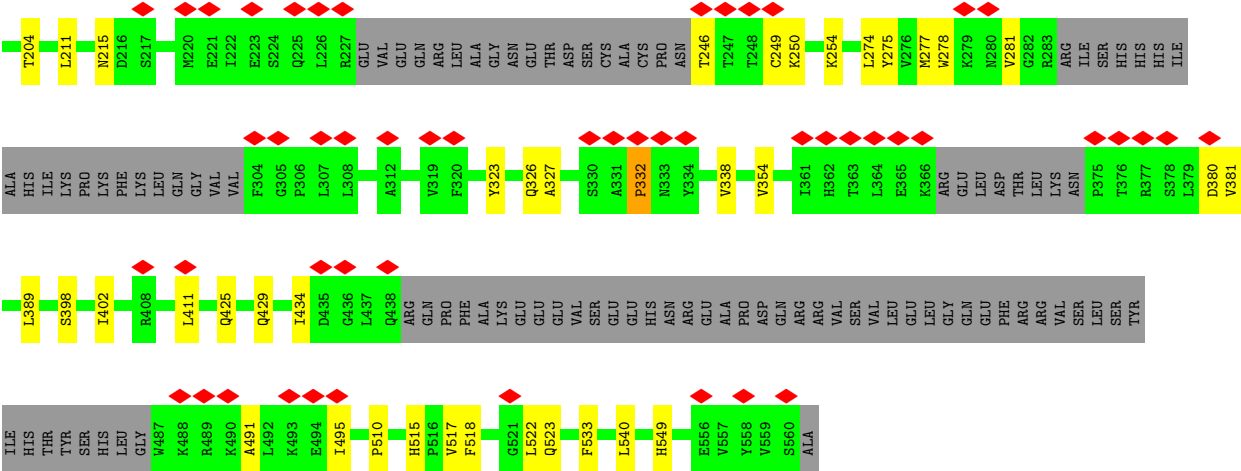 T204 L211 N215 D216 S217 M220 E221 I222 E223 S224 Q225 L226 R227 GLU VAL GLU GLN ARG LEU ALA GLY ASN GLU THR ASP SER CYS ALA CYS PRO ASN T246 T247 T248 C249 K250 K254 L274 Y275 V276 M277 W278 K279 N280 V281 G282 R283 ARG ILE SER HIS HIS HIS ILE
ALA HIS ILE LYS PRO LYS PHE LYS LEU GLN GLY VAL VAL F304 G305 P306 L307 L308 A312 V319 F320 Y323 Q326 A327 S330 A331 P332 N333 Y334 V338 V354 I361 H362 T363 L364 E365 K366 ARG GLU LEU ASP THR LEU LYS ASN P375 T376 R377 S378 L379 D380 V381
L389 S398 I402 R408 L411 Q425 Q429 I434 D435 G436 L437 Q438 ARG GLN PRO PHE ALA LYS GLU GLU GLU VAL SER GLU GLU HIS ASN ARG GLU ALA PRO ASP GLN ARG ARG VAL SER VAL LEU GLU LEU GLY GLN GLU PHE ARG ARG VAL SER LEU SER TYR
ILE HIS THR TYR SER HIS LEU GLY W487 K488 R489 K490 A491 L492 K493 E494 I495 P510 H515 P516 V517 F518 G521 L522 Q523 F533 L540 H549 E556 V557 Y558 V559 S560 ALA